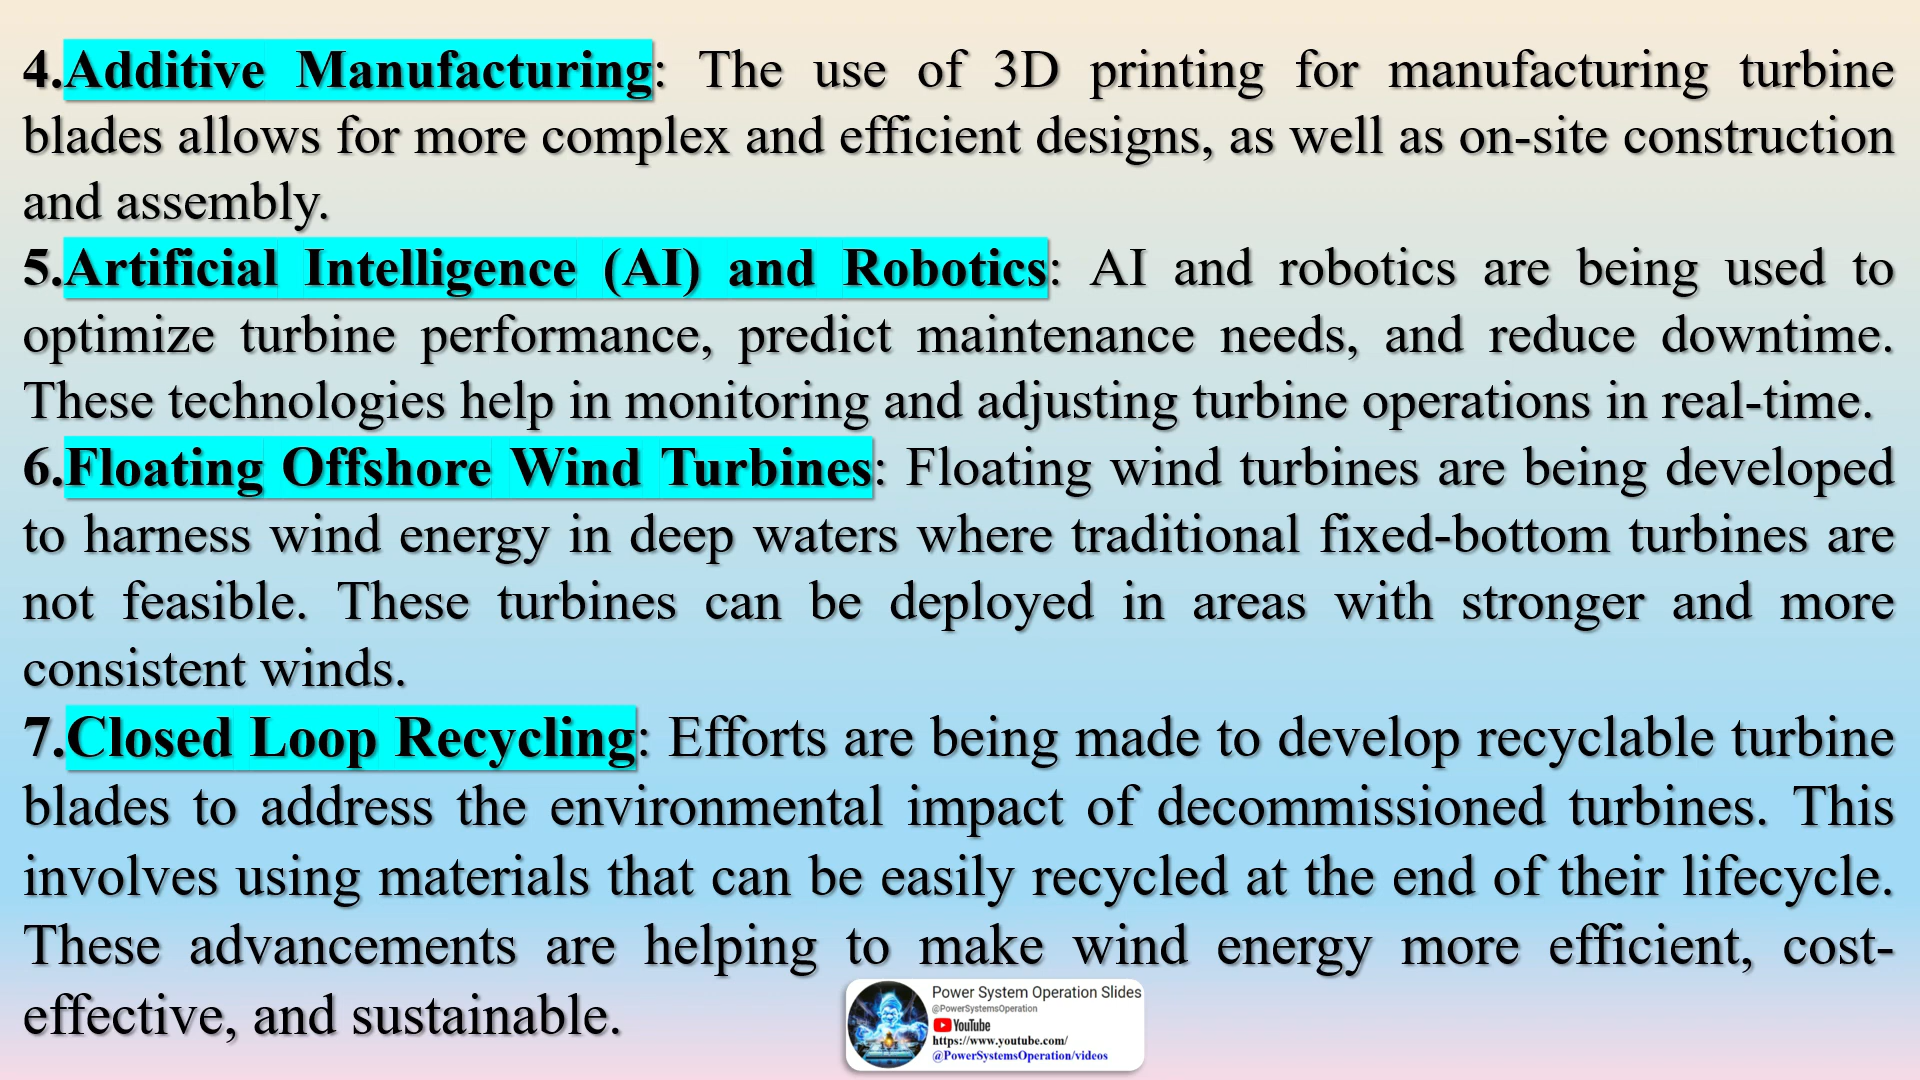 4.Additive Manufacturing: The use of 3D printing for manufacturing turbine
blades allows for more complex and efficient designs, as well as on-site construction
and assembly.
5.Artificial Intelligence (AI) and Robotics: AI and robotics are being used to
optimize turbine performance, predict maintenance needs, and reduce downtime.
These technologies help in monitoring and adjusting turbine operations in real-time.
6.Floating Offshore Wind Turbines: Floating wind turbines are being developed
to harness wind energy in deep waters where traditional fixed-bottom turbines are
not feasible. These turbines can be deployed in areas with stronger and more
consistent winds.
7.Closed Loop Recycling: Efforts are being made to develop recyclable turbine
blades to address the environmental impact of decommissioned turbines. This
involves using materials that can be easily recycled at the end of their lifecycle.
These advancements are helping to make wind energy more efficient, cost-
effective, and sustainable.
Power System Operation Slides
@PowerSystemsOperation
YouTube
https://www.youtube.com/
@PowerSystemsOperation/videos